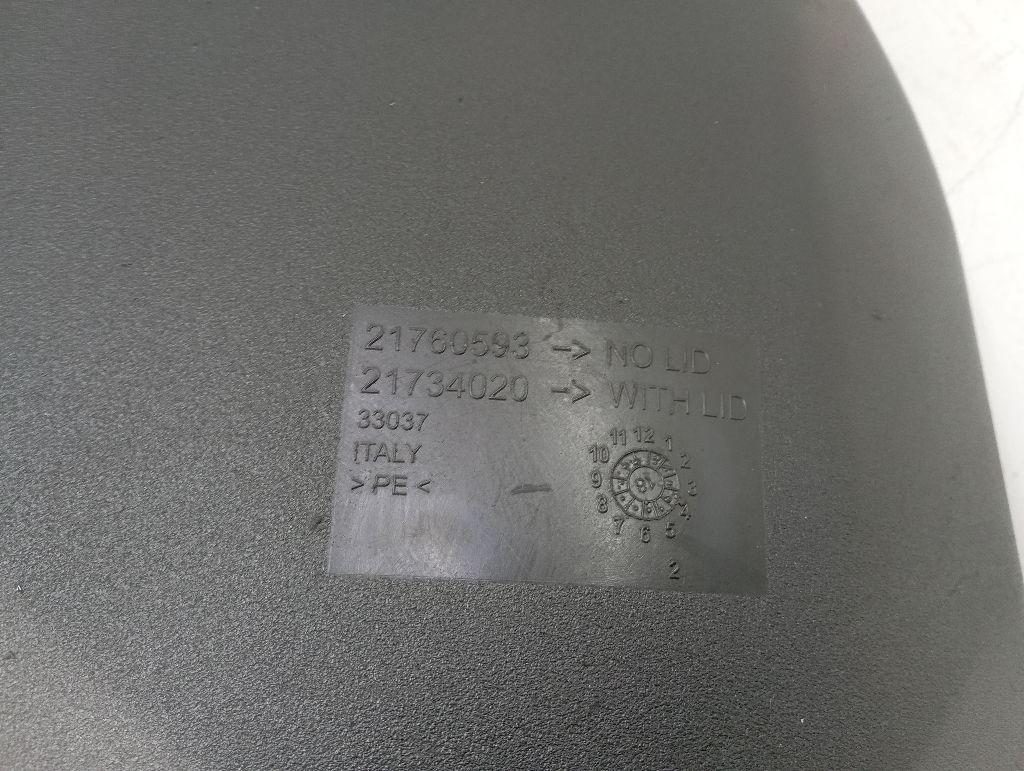 21760593 -> NO LID
21734020 -> WITH LID
33037
ITALY
>PE<
11 12 1
10 2
9 3
8 4
7 6 5
2